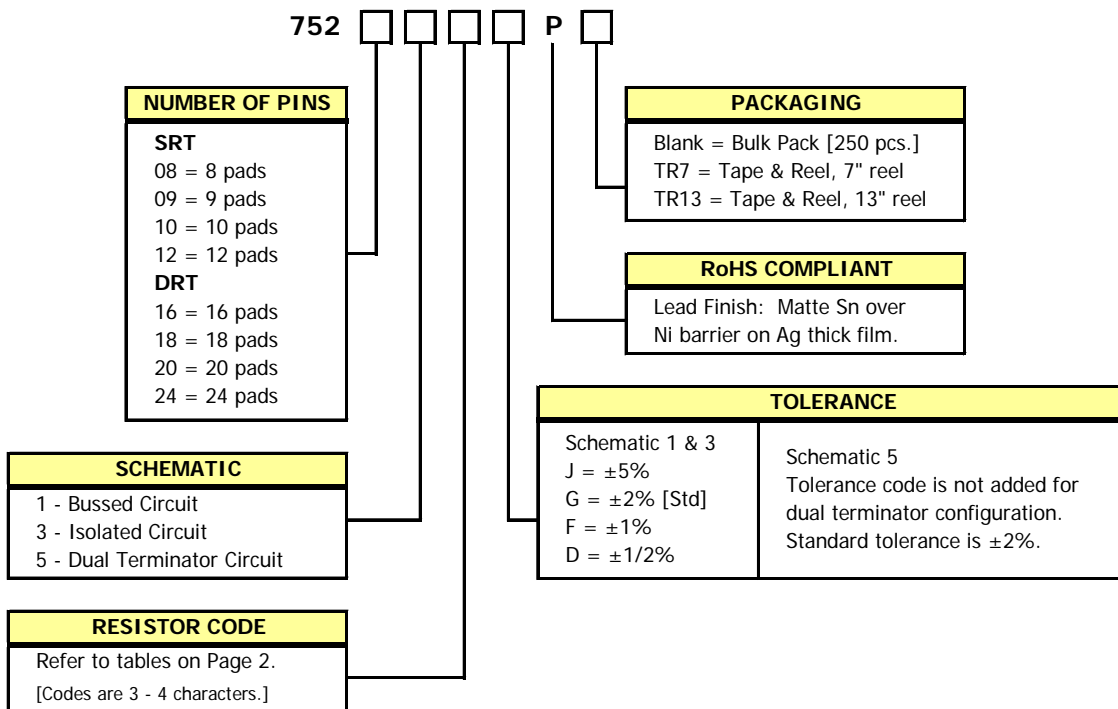 752 P
NUMBER OF PINS
SRT
08 = 8 pads
09 = 9 pads
10 = 10 pads
12 = 12 pads
DRT
16 = 16 pads
18 = 18 pads
20 = 20 pads
24 = 24 pads
PACKAGING
Blank = Bulk Pack [250 pcs.]
TR7 = Tape & Reel, 7" reel
TR13 = Tape & Reel, 13" reel
RoHS COMPLIANT
Lead Finish: Matte Sn over
Ni barrier on Ag thick film.
TOLERANCE
Schematic 1 & 3
J = ±5%
G = ±2% [Std]
F = ±1%
D = ±1/2%
Schematic 5
Tolerance code is not added for
dual terminator configuration.
Standard tolerance is ±2%.
SCHEMATIC
1 - Bussed Circuit
3 - Isolated Circuit
5 - Dual Terminator Circuit
RESISTOR CODE
Refer to tables on Page 2.
[Codes are 3 - 4 characters.]